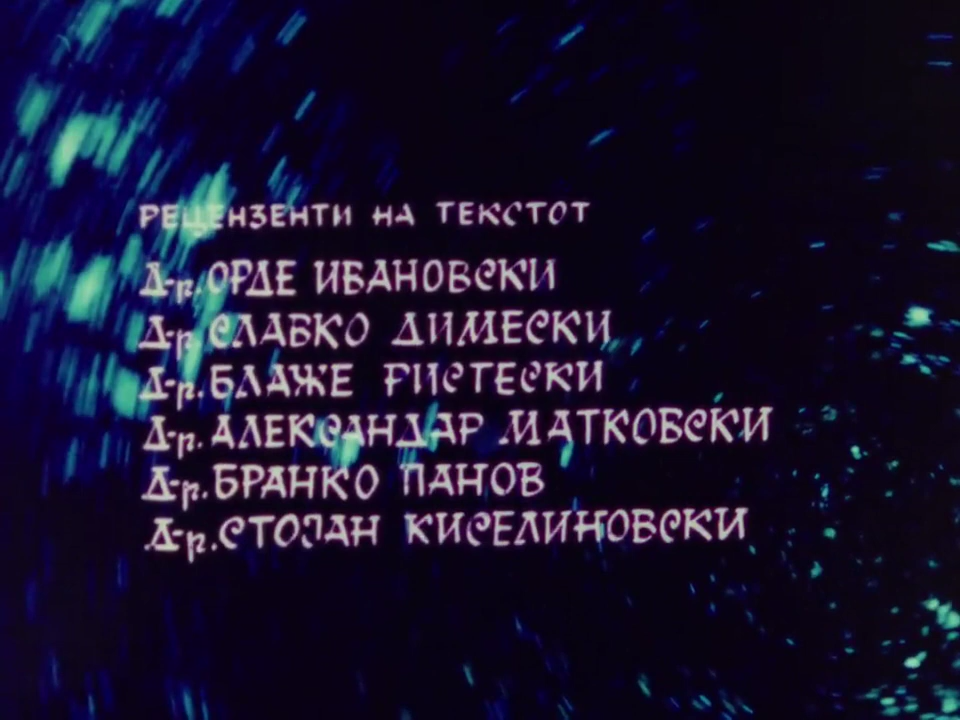 РЕЦЕНЗЕНТИ НА ТЕКСТОТ
Д-р. ОРДЕ ИВАНОВСКИ
Д-р СЛАВКО ДИМЕСКИ
Д-р. БЛАЖЕ РИСТЕСКИ
Д-р. АЛЕКСАНДАР МАТКОВСКИ
Д-р. БРАНКО ПАНОВ
Д-р. СТОЈАН КИСЕЛИНОВСКИ